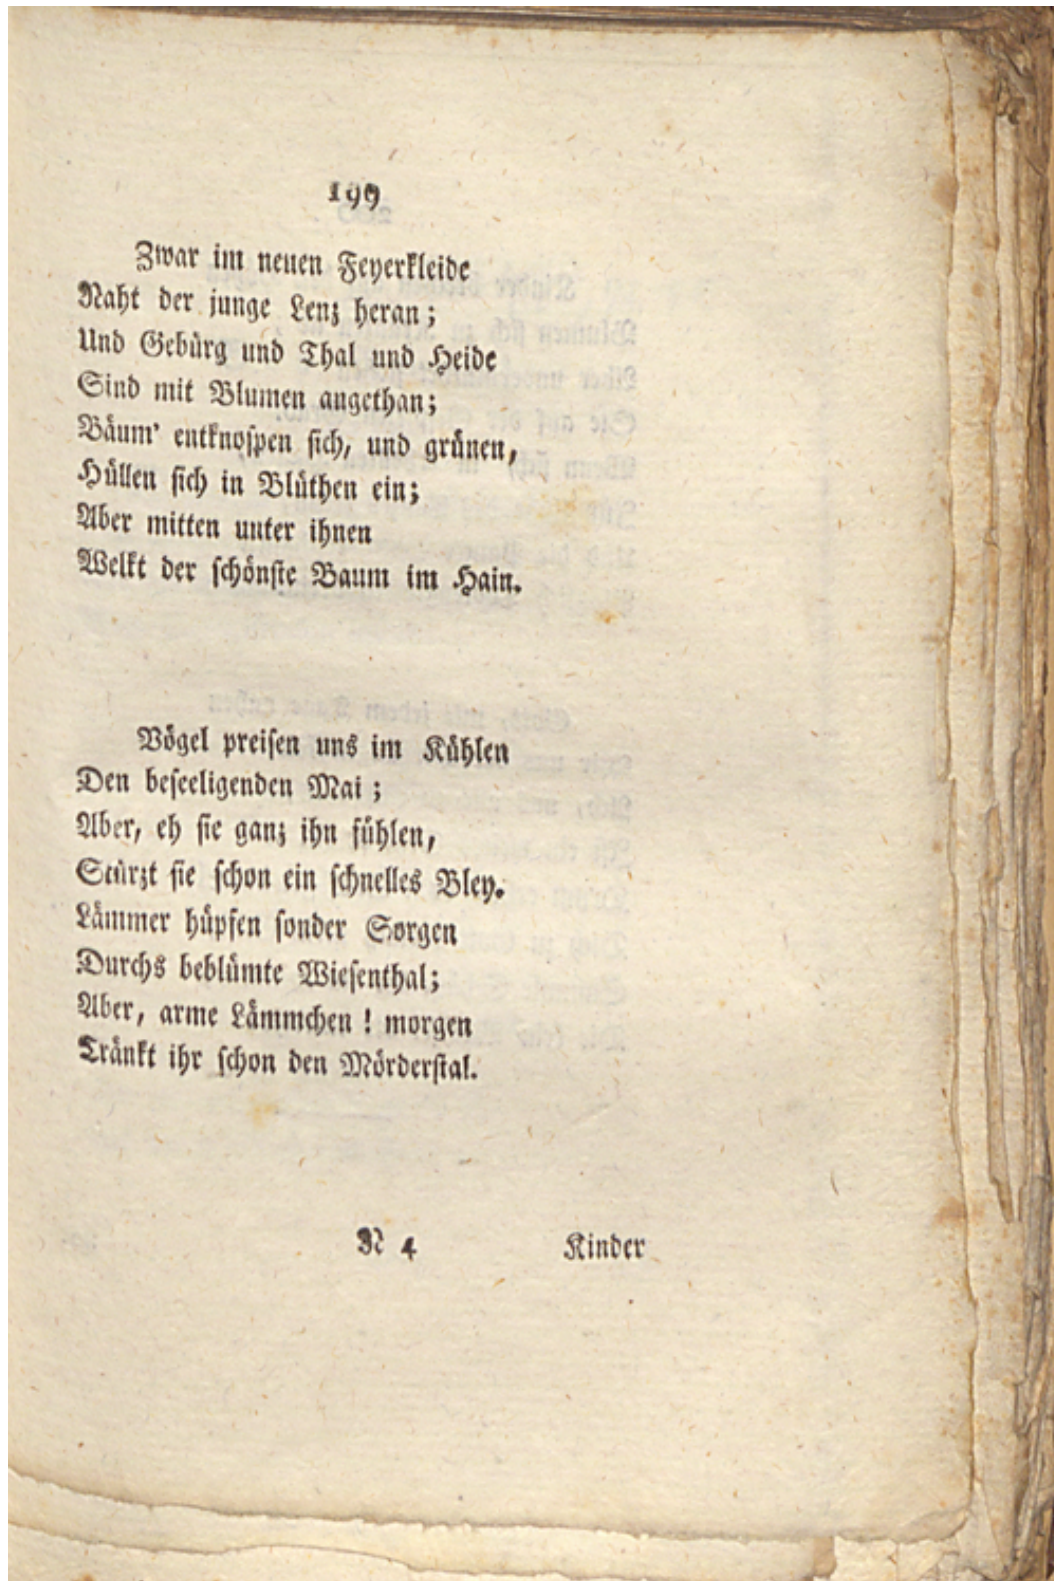 199
Zwar im neuen Feyerkleide
Naht der junge Lenz heran;
Und Gebürg und Thal und Heide
Sind mit Blumen angethan;
Bäum' entknoſpen ſich, und grünen,
Hüllen ſich in Blüthen ein;
Aber mitten unter ihnen
Welkt der ſchönſte Baum im Hain.
Vögel preiſen uns im Kühlen
Den beſeeligenden Mai;
Aber, eh ſie ganz ihn fühlen,
Stürzt ſie ſchon ein ſchnelles Bley.
Lämmer hüpfen ſonder Sorgen
Durchs beblümte Wieſenthal;
Aber, arme Lämmchen! morgen
Tränkt ihr ſchon den Mörderſtal.
N 4 Kinder